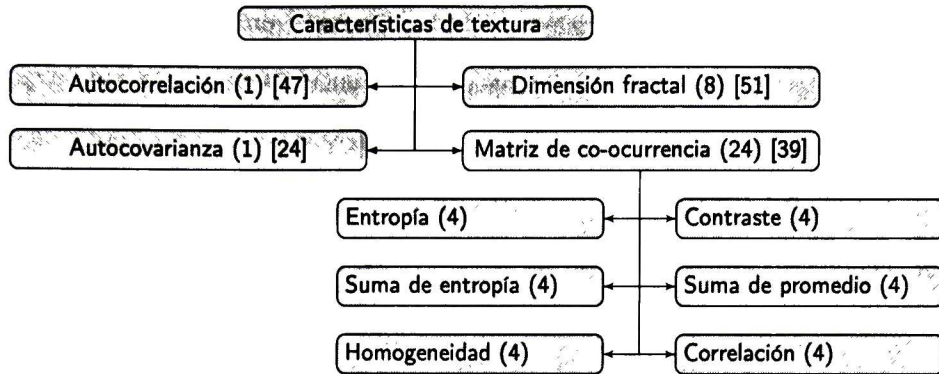 Características de textura
Autocorrelación (1) [47]
Dimensión fractal (8) [51]
Autocovarianza (1) [24]
Matriz de co-ocurrencia (24) [39]
Entropía (4)
Contraste (4)
Suma de entropía (4)
Suma de promedio (4)
Homogeneidad (4)
Correlación (4)